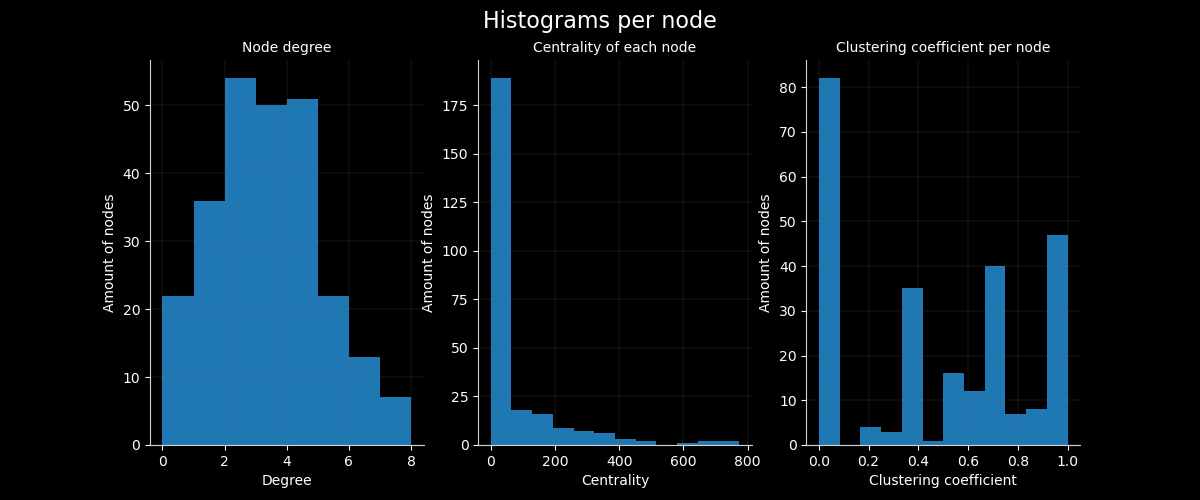 Histograms per node
Node degree
Amount of nodes
50
40
30
20
10
0
0 2 4 6 8
Degree
Centrality of each node
Amount of nodes
175
150
125
100
75
50
25
0
0 200 400 600 800
Centrality
Clustering coefficient per node
Amount of nodes
80
70
60
50
40
30
20
10
0
0.0 0.2 0.4 0.6 0.8 1.0
Clustering coefficient